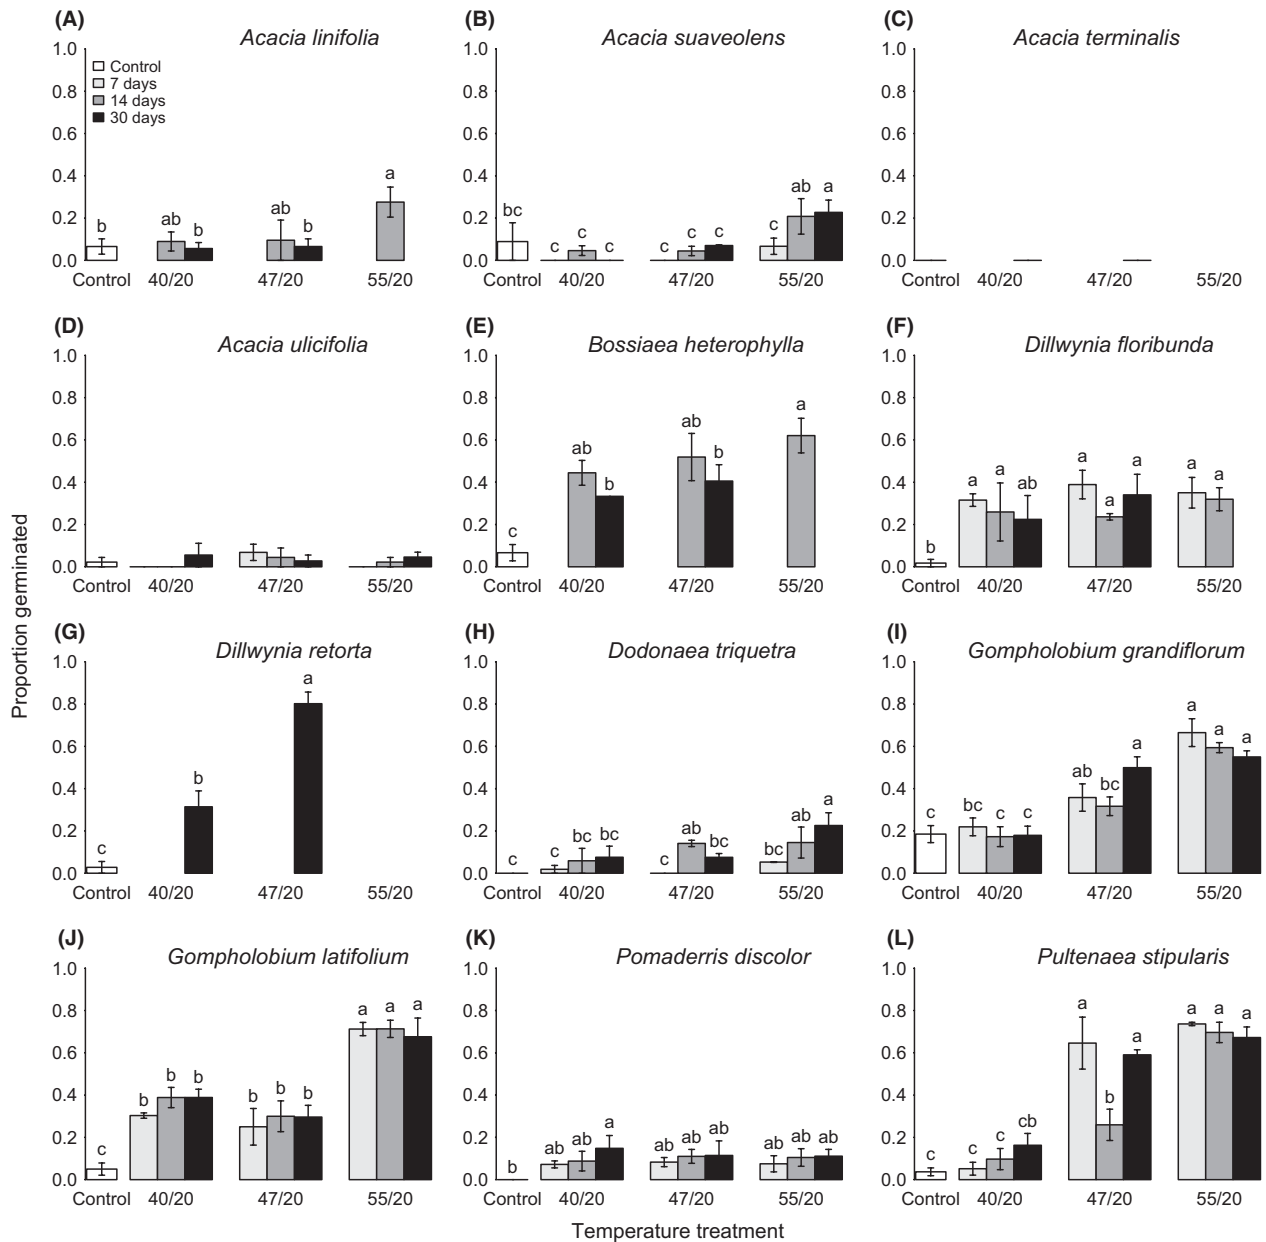 (A)
Acacia linifolia
1.0
0.8
0.6
0.4
0.2
0.0
Control
7 days
14 days
30 days
b
ab
b
ab
b
a
Control 40/20 47/20 55/20
(B)
Acacia suaveolens
1.0
0.8
0.6
0.4
0.2
0.0
bc
c c c
c c c
b ab a
Control 40/20 47/20 55/20
(C)
Acacia terminalis
1.0
0.8
0.6
0.4
0.2
0.0
Control 40/20 47/20 55/20
(D)
Acacia ulicifolia
1.0
0.8
0.6
0.4
0.2
0.0
Control 40/20 47/20 55/20
(E)
Bossiaea heterophylla
1.0
0.8
0.6
0.4
0.2
0.0
c
ab b
ab b
a
Control 40/20 47/20 55/20
(F)
Dillwynia floribunda
1.0
0.8
0.6
0.4
0.2
0.0
b
a a ab
a a a
a a
Control 40/20 47/20 55/20
(G)
Dillwynia retorta
1.0
0.8
0.6
0.4
0.2
0.0
c
b
a
Control 40/20 47/20 55/20
(H)
Dodonaea triquetra
1.0
0.8
0.6
0.4
0.2
0.0
c
c bc bc
c ab bc
bc ab a
Control 40/20 47/20 55/20
(I)
Gompholobium grandiflorum
1.0
0.8
0.6
0.4
0.2
0.0
c
bc c c
ab bc a
a a a
Control 40/20 47/20 55/20
(J)
Gompholobium latifolium
1.0
0.8
0.6
0.4
0.2
0.0
c
b b b
b b b
a a a
Control 40/20 47/20 55/20
(K)
Pomaderris discolor
1.0
0.8
0.6
0.4
0.2
0.0
b
ab ab a
ab ab ab
ab ab ab
Control 40/20 47/20 55/20
(L)
Pultenaea stipularis
1.0
0.8
0.6
0.4
0.2
0.0
c
c c cb
a b a
a a a
Control 40/20 47/20 55/20
Proportion germinated
Temperature treatment